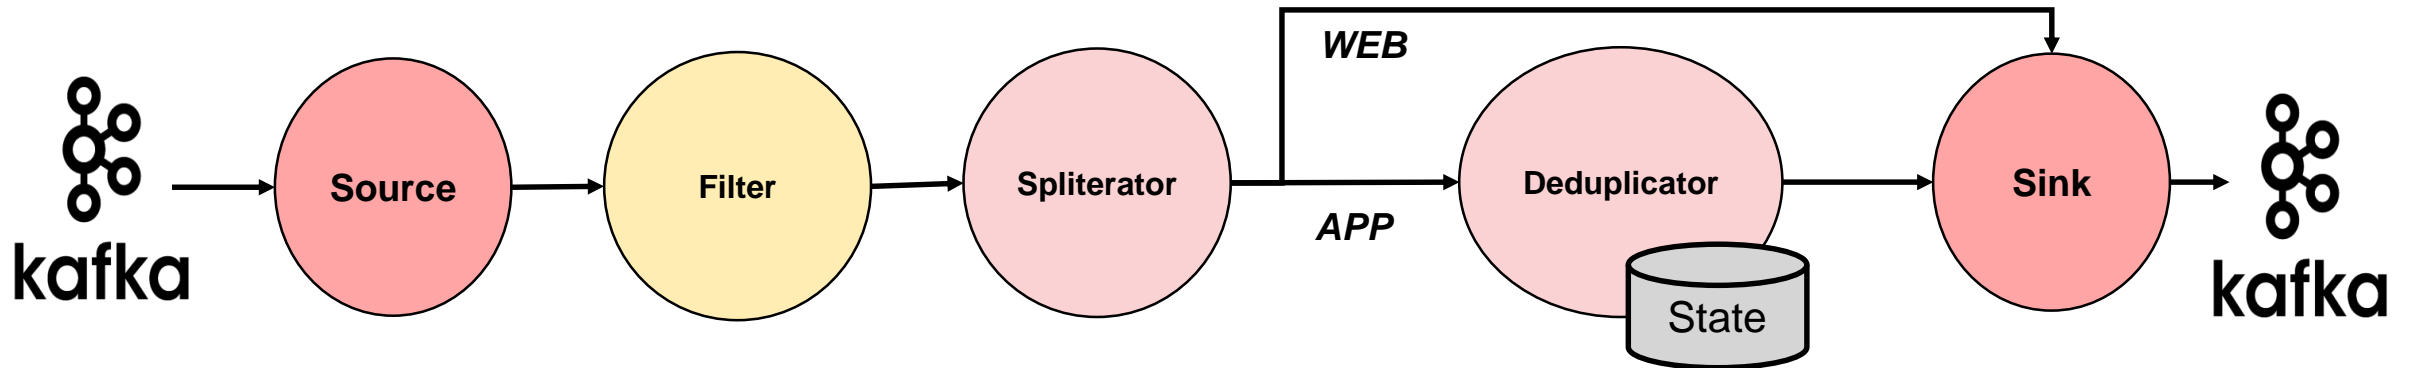 kafka
Source
Filter
Spliterator
WEB
APP
Deduplicator
State
Sink
kafka